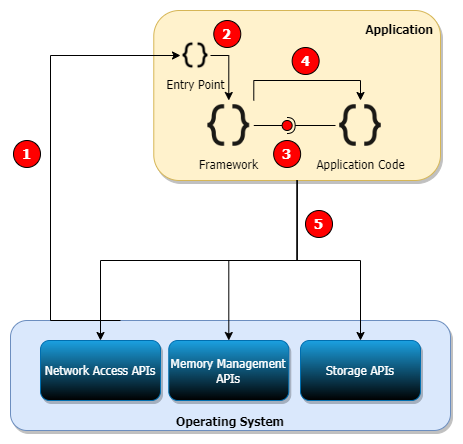 Application
2
{}
4
Entry Point
{}
{}
1
3
Framework
Application Code
5
Network Access APIs
Memory Management
APIs
Storage APIs
Operating System